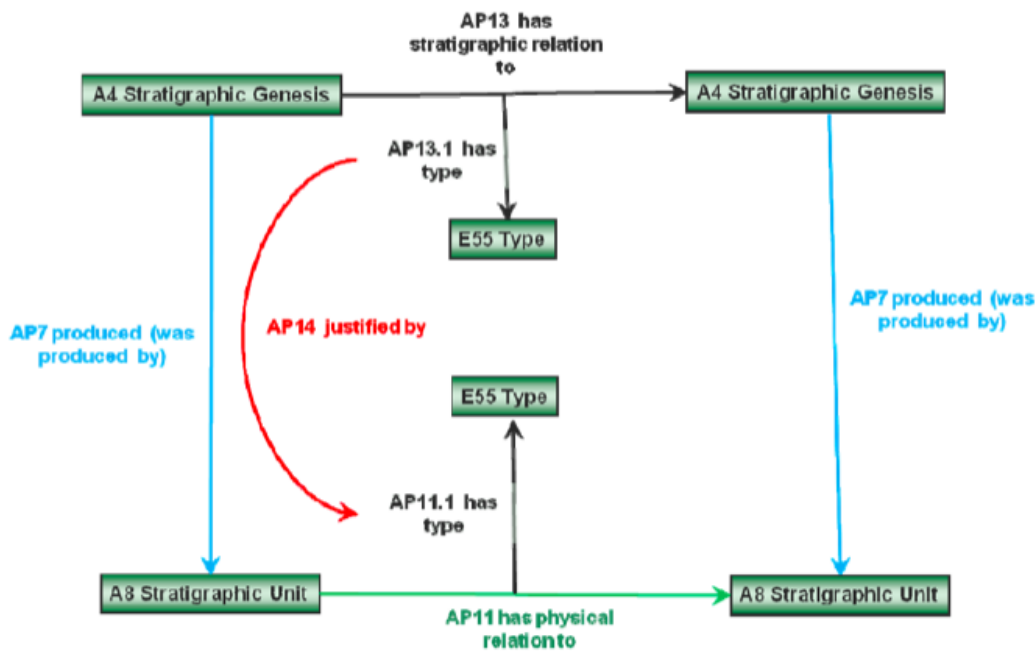 AP13 has
stratigraphic relation
to
A4 Stratigraphic Genesis
A4 Stratigraphic Genesis
AP13.1 has
type
E55 Type
AP7 produced (was
produced by)
AP14 justified by
AP7 produced (was
produced by)
E55 Type
AP11.1 has
type
A8 Stratigraphic Unit
A8 Stratigraphic Unit
AP11 has physical
relation to